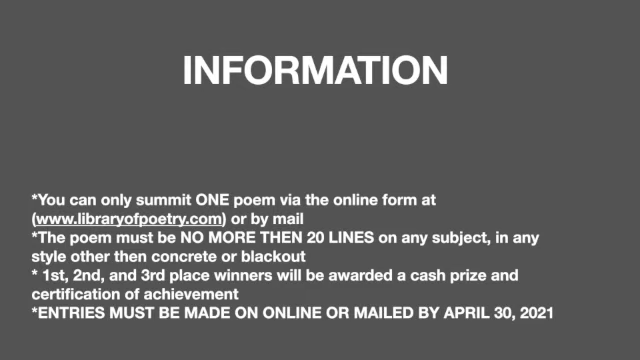 INFORMATION
*You can only summit ONE poem via the online form at
(www.libraryofpoetry.com) or by mail
*The poem must be NO MORE THEN 20 LINES on any subject, in any
style other then concrete or blackout
* 1st, 2nd, and 3rd place winners will be awarded a cash prize and
certification of achievement
*ENTRIES MUST BE MADE ON ONLINE OR MAILED BY APRIL 30, 2021